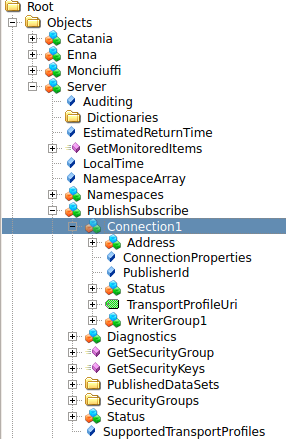 Root
Objects
Catania
Enna
Monciuffi
Server
Auditing
Dictionaries
EstimatedReturnTime
GetMonitoredItems
LocalTime
NamespaceArray
Namespaces
PublishSubscribe
Connection1
Address
ConnectionProperties
PublisherId
Status
TransportProfileUri
WriterGroup1
Diagnostics
GetSecurityGroup
GetSecurityKeys
PublishedDataSets
SecurityGroups
Status
SupportedTransportProfiles